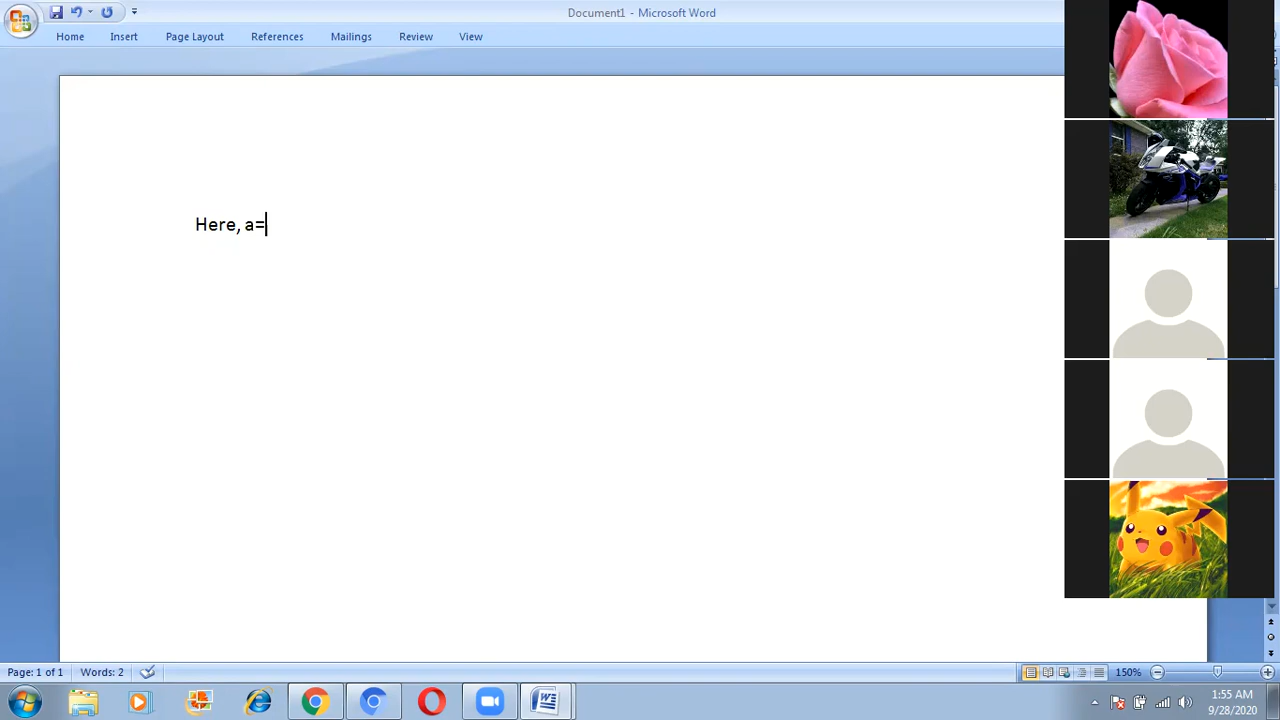 Document1 - Microsoft Word
Home Insert Page Layout References Mailings Review View
Here, a=
Page: 1 of 1 Words: 2 150%
1:55 AM
9/28/2020